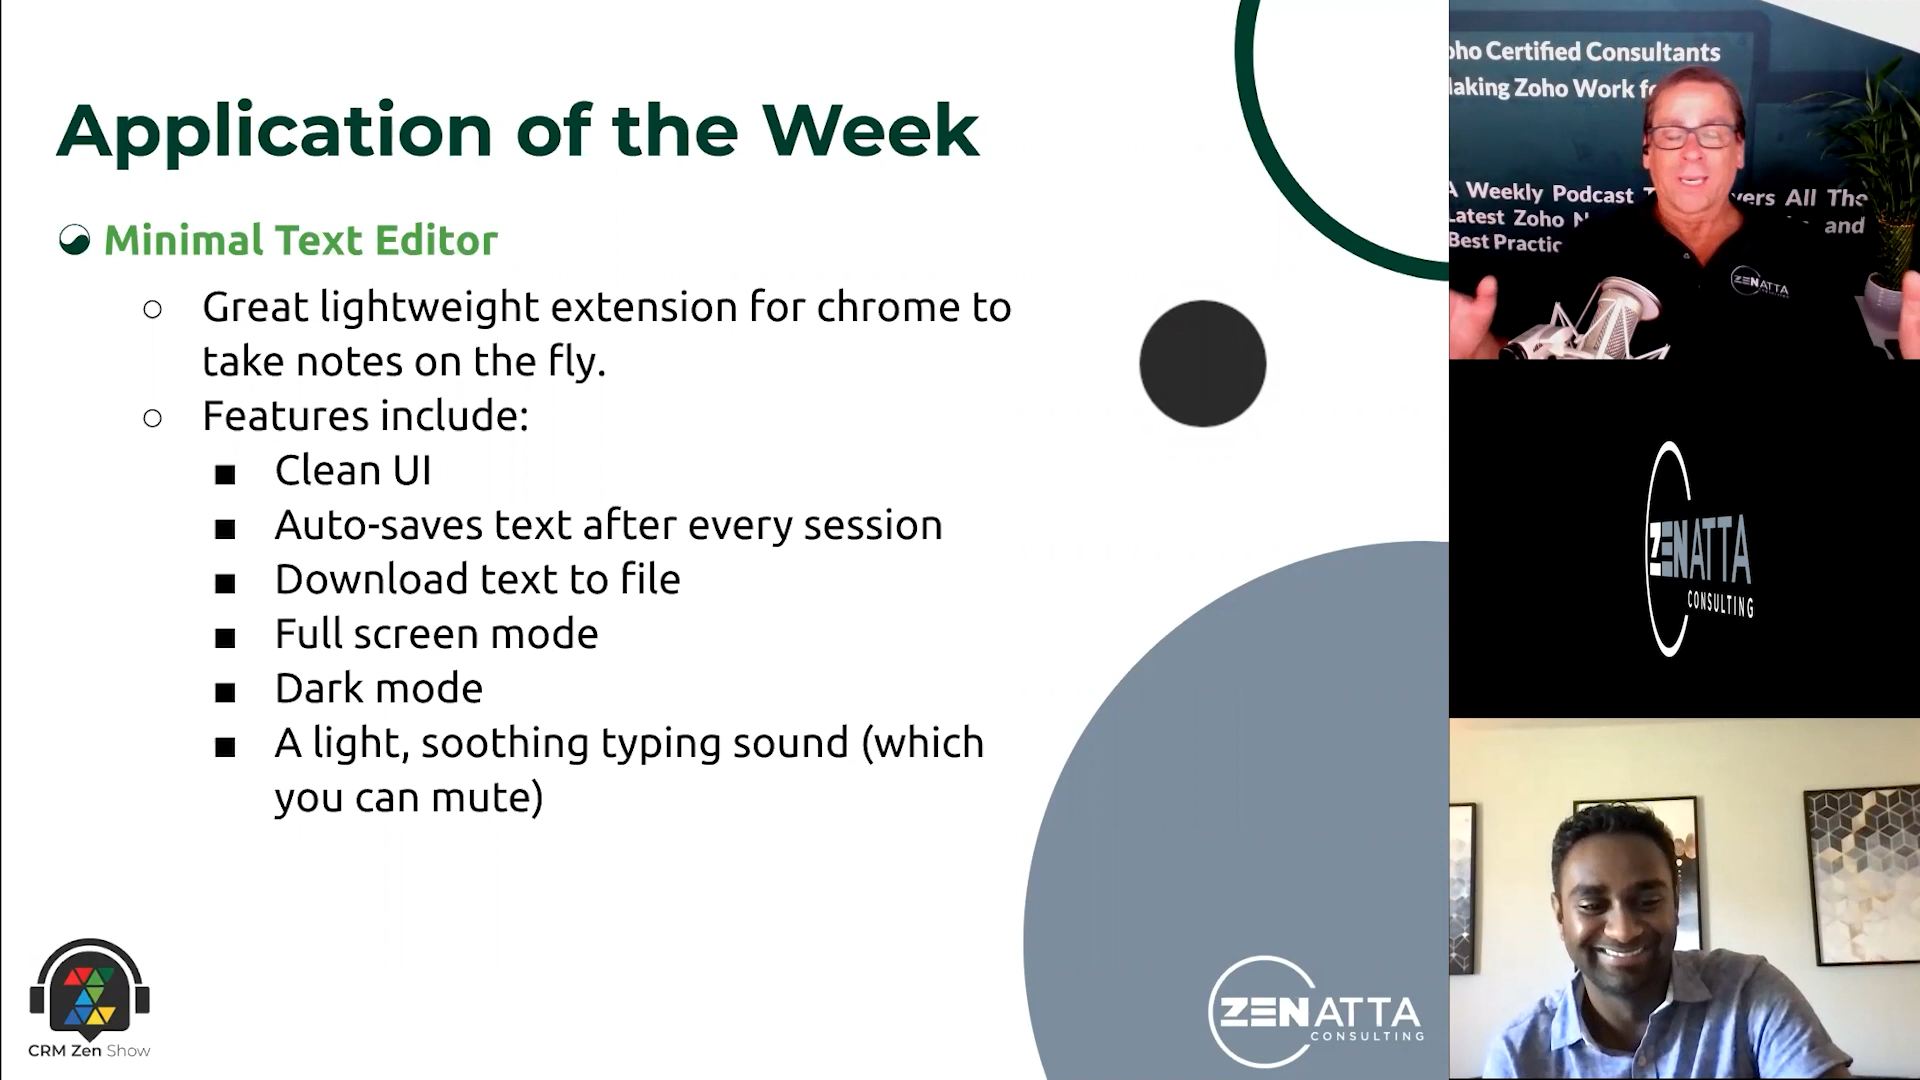 Application of the Week
Minimal Text Editor
Great lightweight extension for chrome to
take notes on the fly.
Features include:
Clean UI
Auto-saves text after every session
Download text to file
Full screen mode
Dark mode
A light, soothing typing sound (which
you can mute)
CRM Zen Show
ZENATTA
CONSULTING
oho Certified Consultants
aking Zoho Work
A Weekly Podcast vers All The
Latest Zoho N and
Best Practic
ZENATTA
CONSULTING
ZENATTA
CONSULTING